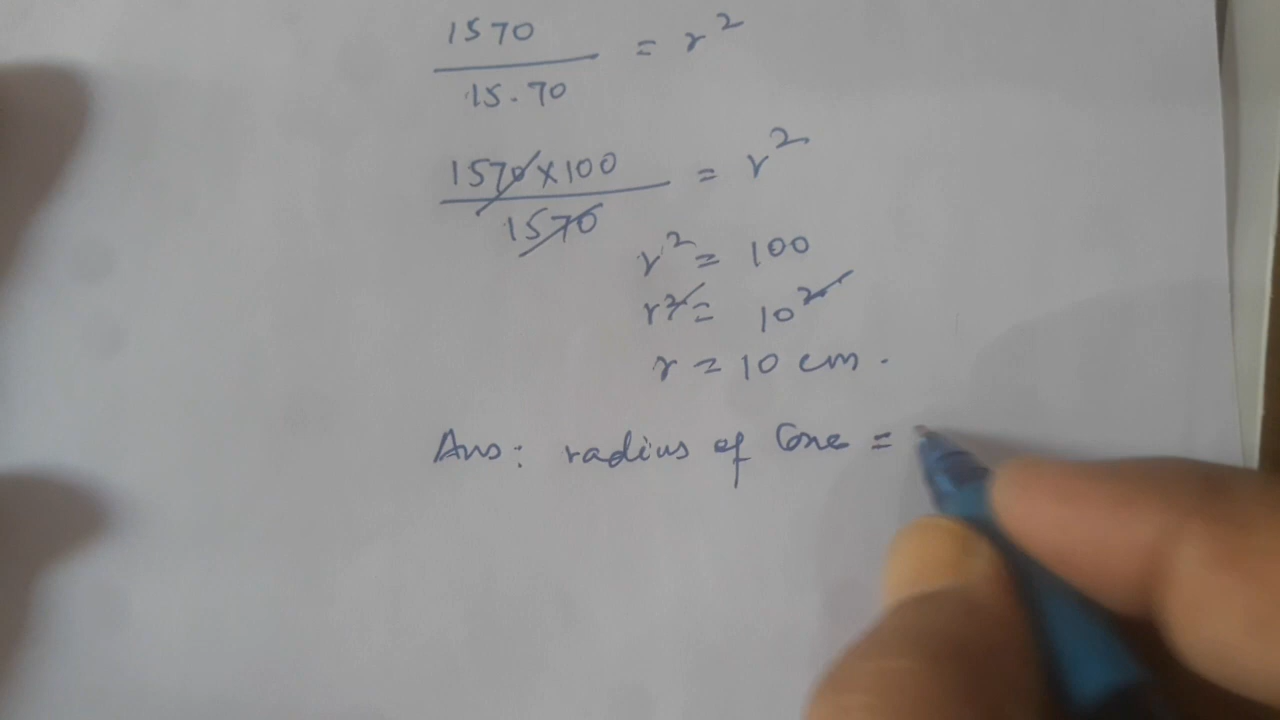 1570
15.70 = r²
1570×100
1570 = r²
r² = 100
r² = 10²
r = 10 cm.
Ans: radius of Cone =